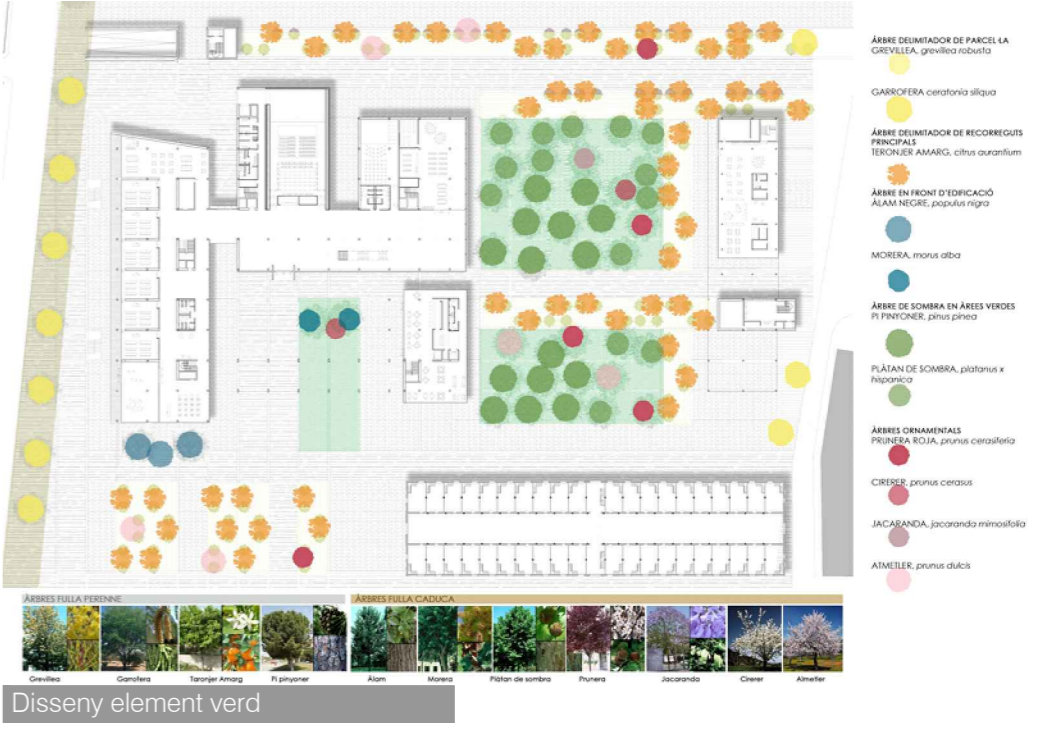 ÀRBRE DELIMITADOR DE PARCEL·LA
GREVILLEA, grevillea robusta
GARROFERA ceratonia siliqua
ÀRBRE DELIMITADOR DE RECORREGUTS
PRINCIPALS
TERONJER AMARG, citrus aurantium
ÀRBRE EN FRONT D'EDIFICACIÓ
ÀLAM NEGRE, populus nigra
MORERA, morus alba
ÀRBRE DE SOMBRA EN ÀREES VERDES
PI PINYONER, pinus pinea
PLÀTAN DE SOMBRA, platanus x
hispanica
ÀRBRES ORNAMENTALS
PRUNERA ROJA, prunus cerasiferia
CIRERER, prunus cerasus
JACARANDA, jacaranda mimosifolia
ATMETLER, prunus dulcis
ÀRBRES FULLA PERENNE
ÀRBRES FULLA CADUCA
Grevillea
Garrofera
Taronjer Amarg
Pi pinyoner
Àlam
Morera
Plàtan de sombra
Prunera
Jacaranda
Cirerer
Atmetler
Disseny element verd